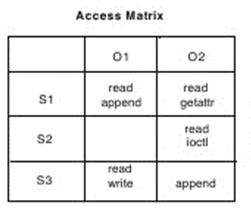 Access Matrix
O1 O2
S1 read append read getattr
S2 read ioctl
S3 read write append